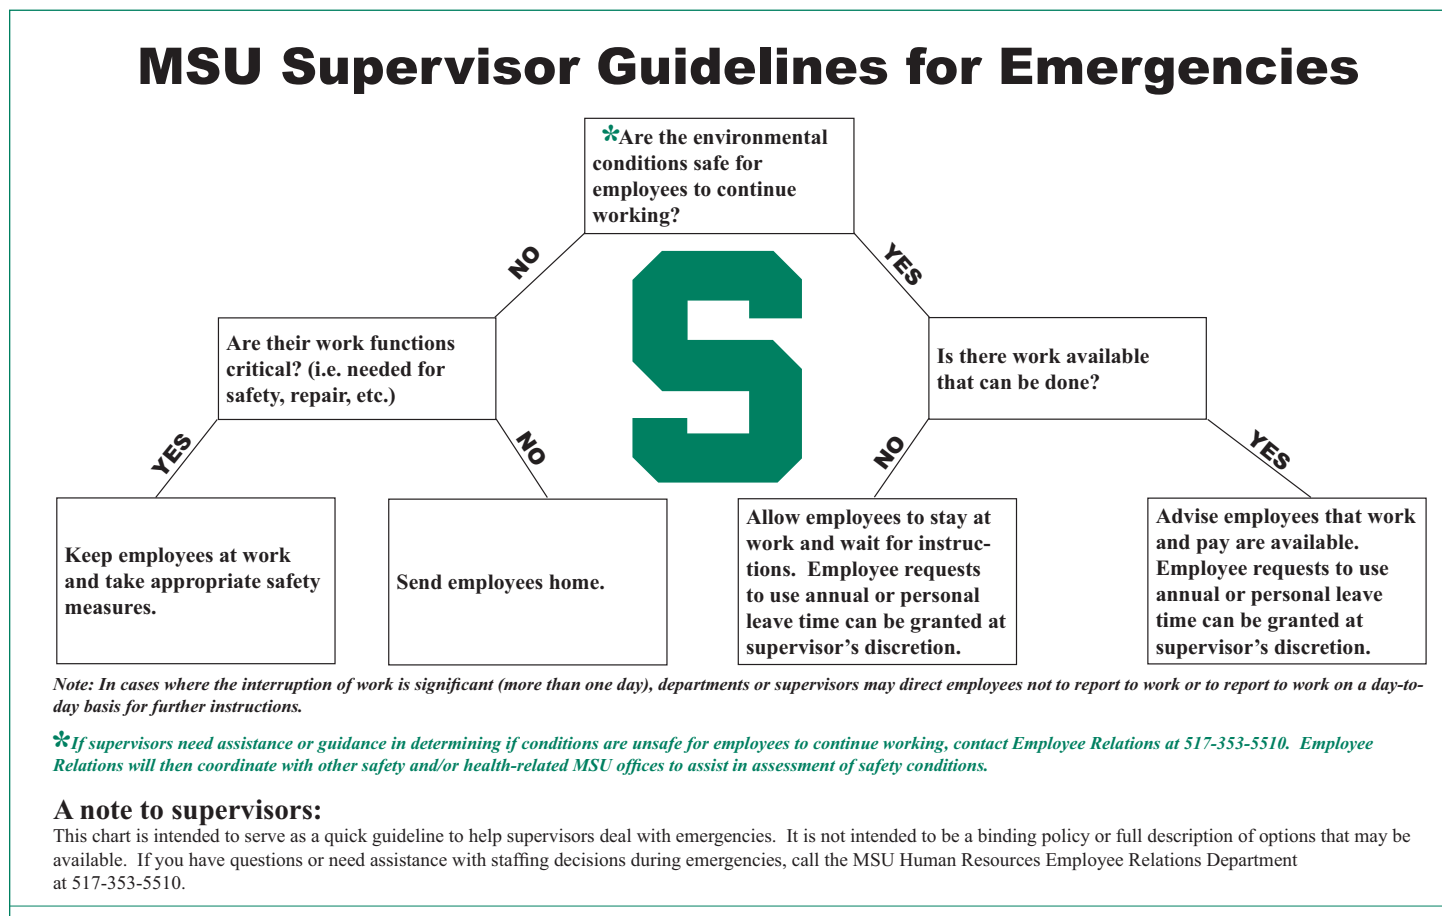 MSU Supervisor Guidelines for Emergencies
*Are the environmental
conditions safe for
employees to continue
working?
NO
YES
S
Are their work functions
critical? (i.e. needed for
safety, repair, etc.)
Is there work available
that can be done?
YES
NO
NO
YES
Keep employees at work
and take appropriate safety
measures.
Send employees home.
Allow employees to stay at
work and wait for instruc-
tions.  Employee requests
to use annual or personal
leave time can be granted at
supervisor’s discretion.
Advise employees that work
and pay are available.
Employee requests to use
annual or personal leave
time can be granted at
supervisor’s discretion.
Note: In cases where the interruption of work is significant (more than one day), departments or supervisors may direct employees not to report to work or to report to work on a day-to-
day basis for further instructions.
*If supervisors need assistance or guidance in determining if conditions are unsafe for employees to continue working, contact Employee Relations at 517-353-5510.  Employee
Relations will then coordinate with other safety and/or health-related MSU offices to assist in assessment of safety conditions.
A note to supervisors:
This chart is intended to serve as a quick guideline to help supervisors deal with emergencies.  It is not intended to be a binding policy or full description of options that may be
available.  If you have questions or need assistance with staffing decisions during emergencies, call the MSU Human Resources Employee Relations Department
at 517-353-5510.